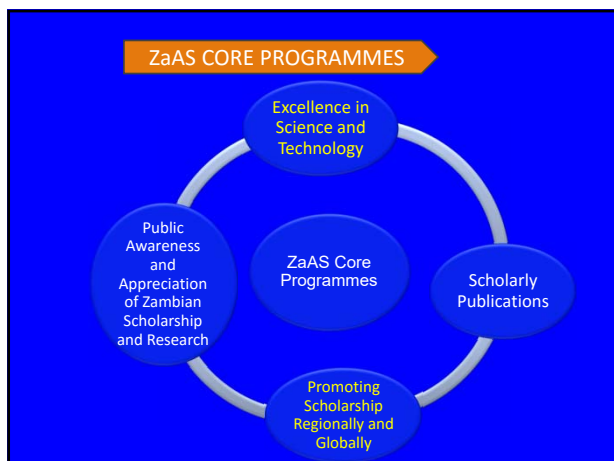 ZaAS CORE PROGRAMMES
Excellence in
Science and
Technology
Public
Awareness
and
Appreciation
of Zambian
Scholarship
and Research
ZaAS Core
Programmes
Scholarly
Publications
Promoting
Scholarship
Regionally and
Globally